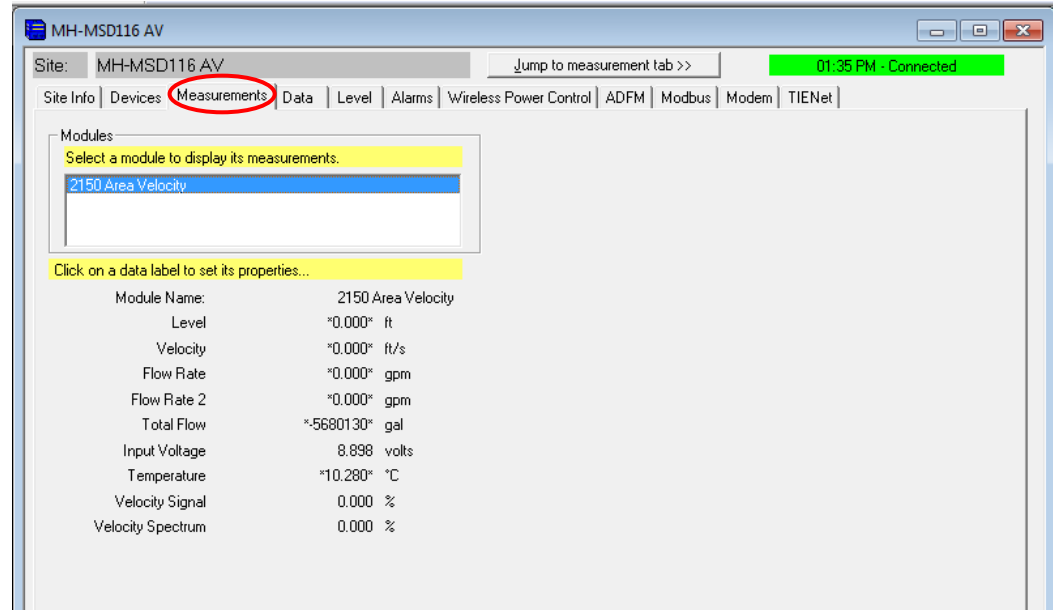 MH-MSD116 AV
Site: MH-MSD116 AV Jump to measurement tab >> 01:35 PM - Connected
Site Info Devices Measurements Data Level Alarms Wireless Power Control ADFM Modbus Modem TIENet
Modules
Select a module to display its measurements.
2150 Area Velocity
Click on a data label to set its properties...
Module Name: 2150 Area Velocity
Level *0.000* ft
Velocity *0.000* ft/s
Flow Rate *0.000* gpm
Flow Rate 2 *0.000* gpm
Total Flow *-5680130* gal
Input Voltage 8.898 volts
Temperature *10.280* °C
Velocity Signal 0.000 %
Velocity Spectrum 0.000 %